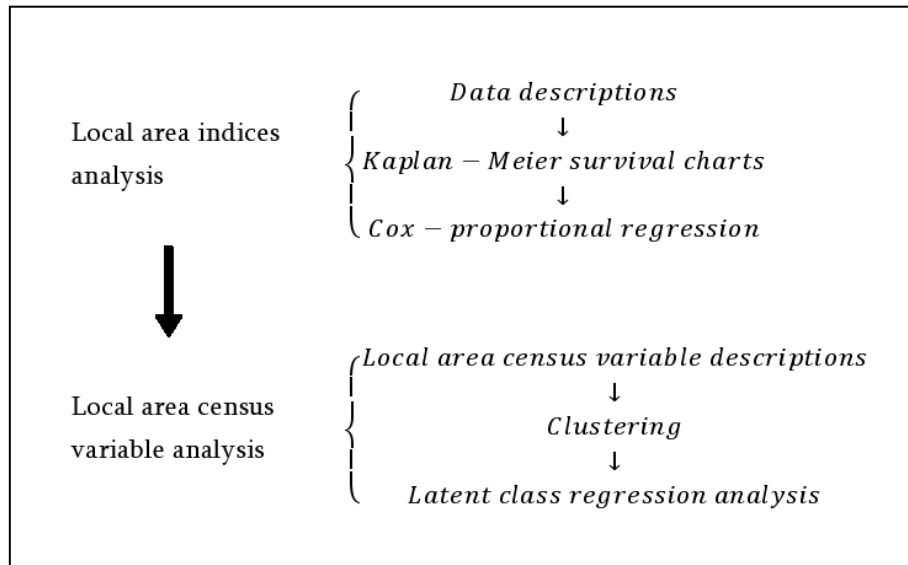 Local area indices
analysis
Data descriptions
↓
Kaplan − Meier survival charts
↓
Cox − proportional regression
Local area census
variable analysis
Local area census variable descriptions
↓
Clustering
↓
Latent class regression analysis